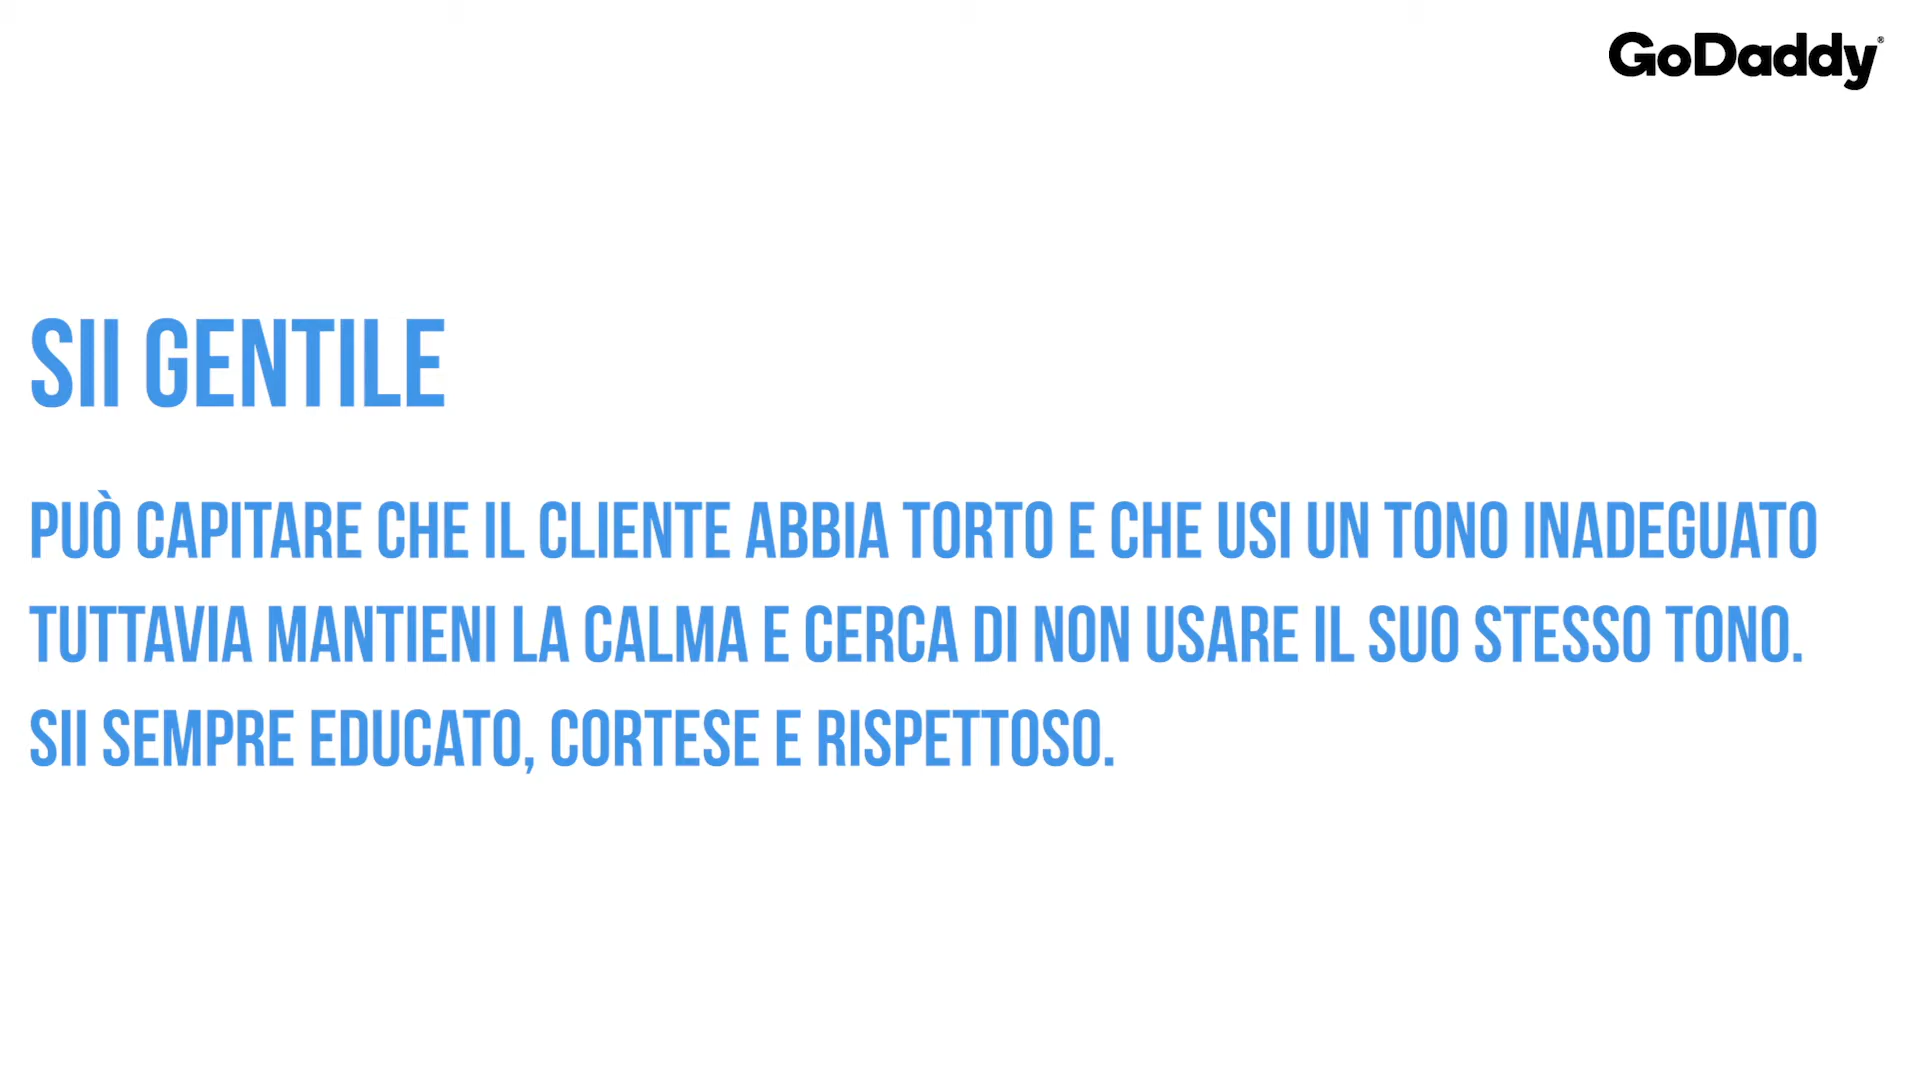 GoDaddy®
SII GENTILE
PUÒ CAPITARE CHE IL CLIENTE ABBIA TORTO E CHE USI UN TONO INADEGUATO
TUTTAVIA MANTIENI LA CALMA E CERCA DI NON USARE IL SUO STESSO TONO.
SII SEMPRE EDUCATO, CORTESE E RISPETTOSO.